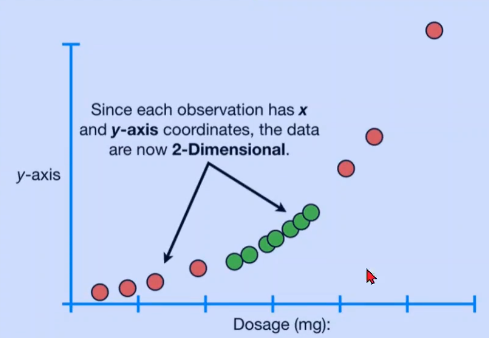 Since each observation has x
and y-axis coordinates, the data
are now 2-Dimensional.
y-axis
Dosage (mg):